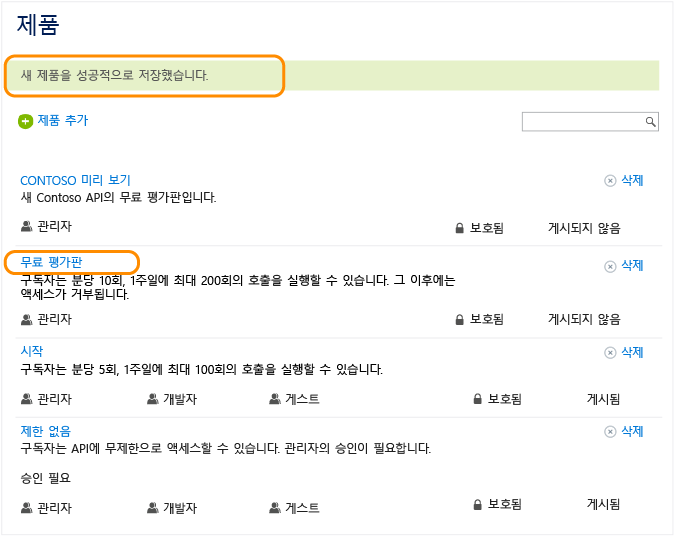 제품
새 제품을 성공적으로 저장했습니다.
제품 추가
CONTOSO 미리 보기
삭제
새 Contoso API의 무료 평가판입니다.
관리자 보호됨 게시되지 않음
무료 평가판
삭제
구독자는 분당 10회, 1주일에 최대 200회의 호출을 실행할 수 있습니다. 그 이후에는
액세스가 거부됩니다.
관리자 보호됨 게시되지 않음
시작
삭제
구독자는 분당 5회, 1주일에 최대 100회의 호출을 실행할 수 있습니다.
관리자 개발자 게스트 보호됨 게시됨
제한 없음
삭제
구독자는 API에 무제한으로 액세스할 수 있습니다. 관리자의 승인이 필요합니다.
승인 필요
관리자 개발자 게스트 보호됨 게시됨